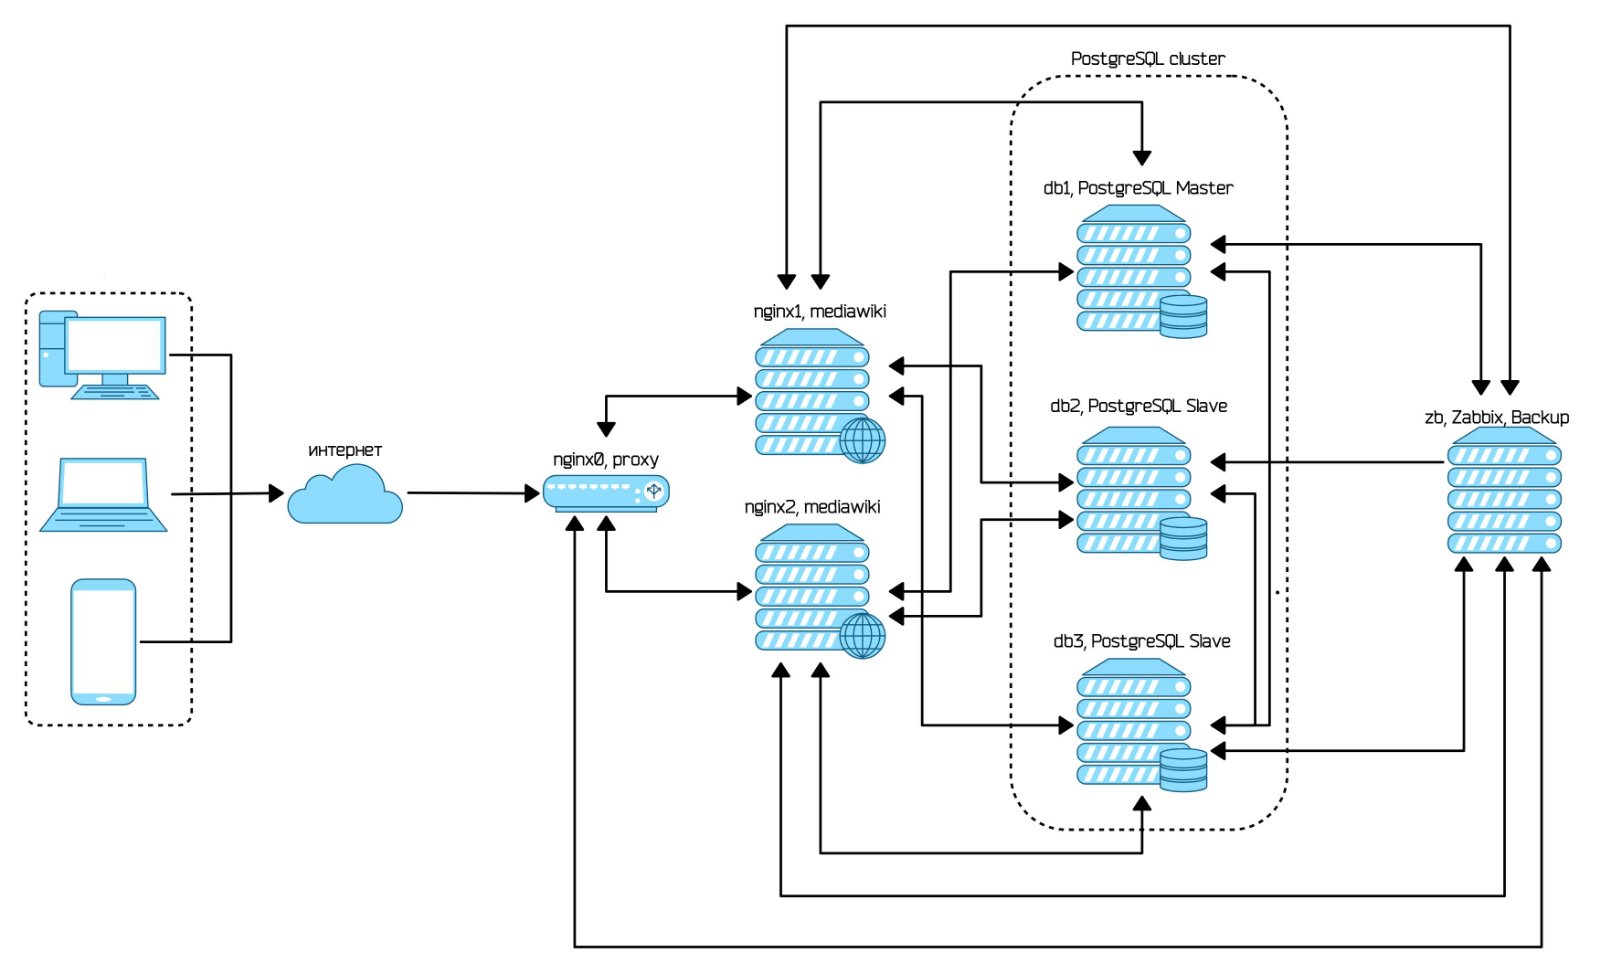 PostgreSQL cluster
db1, PostgreSQL Master
nginx1, mediawiki
db2, PostgreSQL Slave
zb, Zabbix, Backup
интернет
nginx0, proxy
nginx2, mediawiki
db3, PostgreSQL Slave